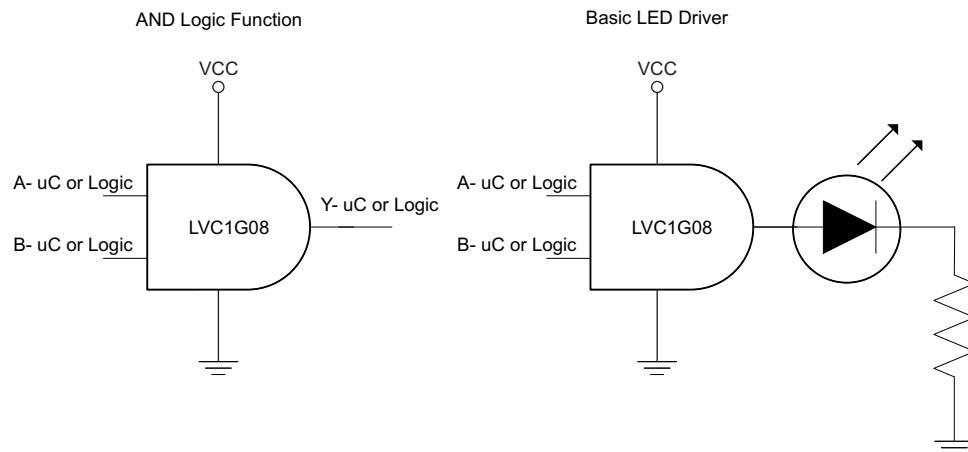 AND Logic Function
VCC
A- uC or Logic
B- uC or Logic
LVC1G08
Y- uC or Logic
Basic LED Driver
VCC
A- uC or Logic
B- uC or Logic
LVC1G08